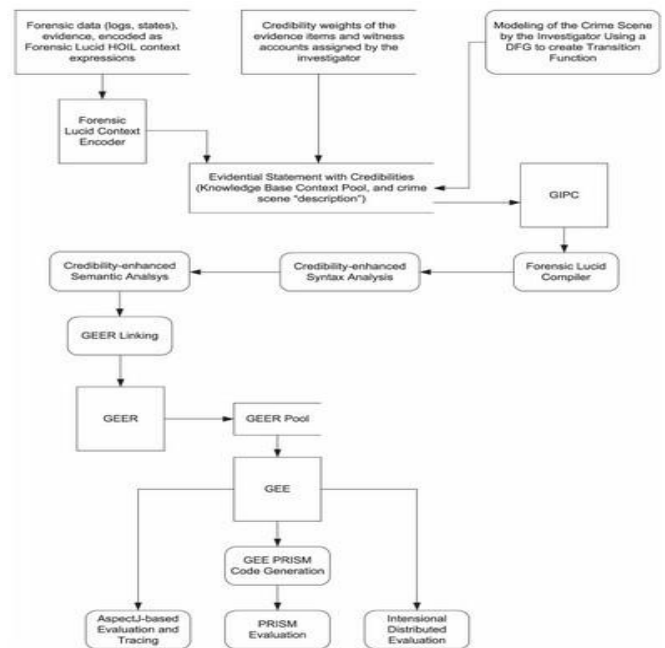 Forensic data (logs, states),
evidence, encoded as
Forensic Lucid HOIL context
expressions
Credibility weights of the
evidence items and witness
accounts assigned by the
investigator
Modeling of the Crime Scene
by the Investigator Using a
DFG to create Transition
Function
Forensic
Lucid Context
Encoder
Evidential Statement with Credibilities
(Knowledge Base Context Pool, and crime
scene “description”)
GIPC
Credibility-enhanced
Semantic Analsys
Credibility-enhanced
Syntax Analysis
Forensic Lucid
Compiler
GEER Linking
GEER
GEER Pool
GEE
GEE PRISM
Code Generation
AspectJ-based
Evaluation and
Tracing
PRISM
Evaluation
Intensional
Distributed
Evaluation